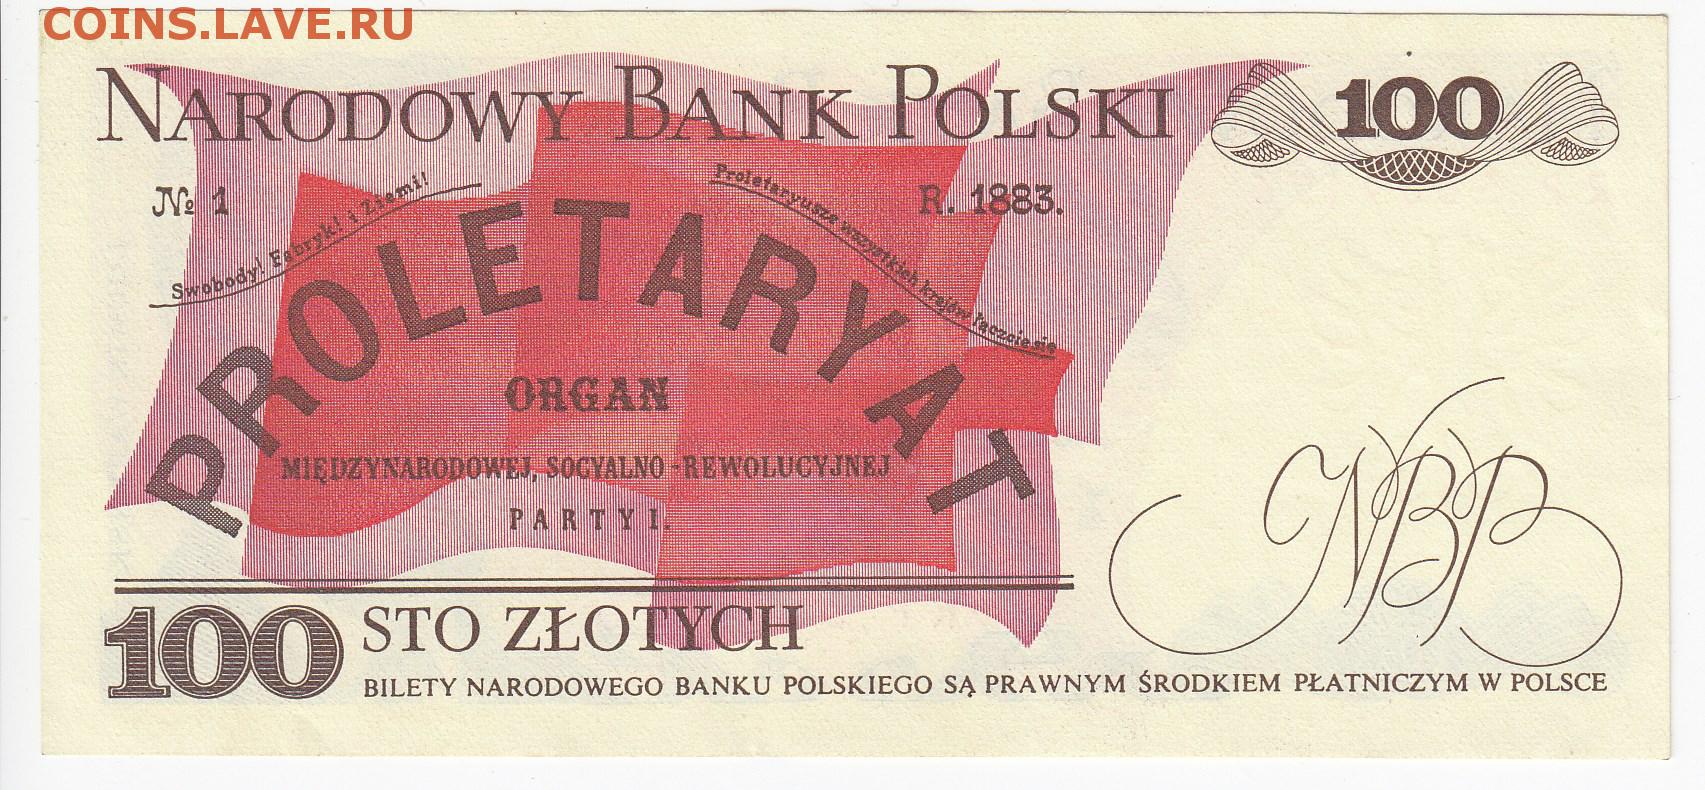 COINS.LAVE.RU
NARODOWY BANK POLSKI
100
№ 1
R. 1883.
Swobody! Fabryk! i Ziemi!
Proletaryusze wszystkich krajów łączcie się
PROLETARYAT
ORGAN
MIĘDZYNARODOWEJ, SOCYALNO-REWOLUCYJNEJ
PARTYI.
NBP
100
STO ZŁOTYCH
BILETY NARODOWEGO BANKU POLSKIEGO SĄ PRAWNYM ŚRODKIEM PŁATNICZYM W POLSCE